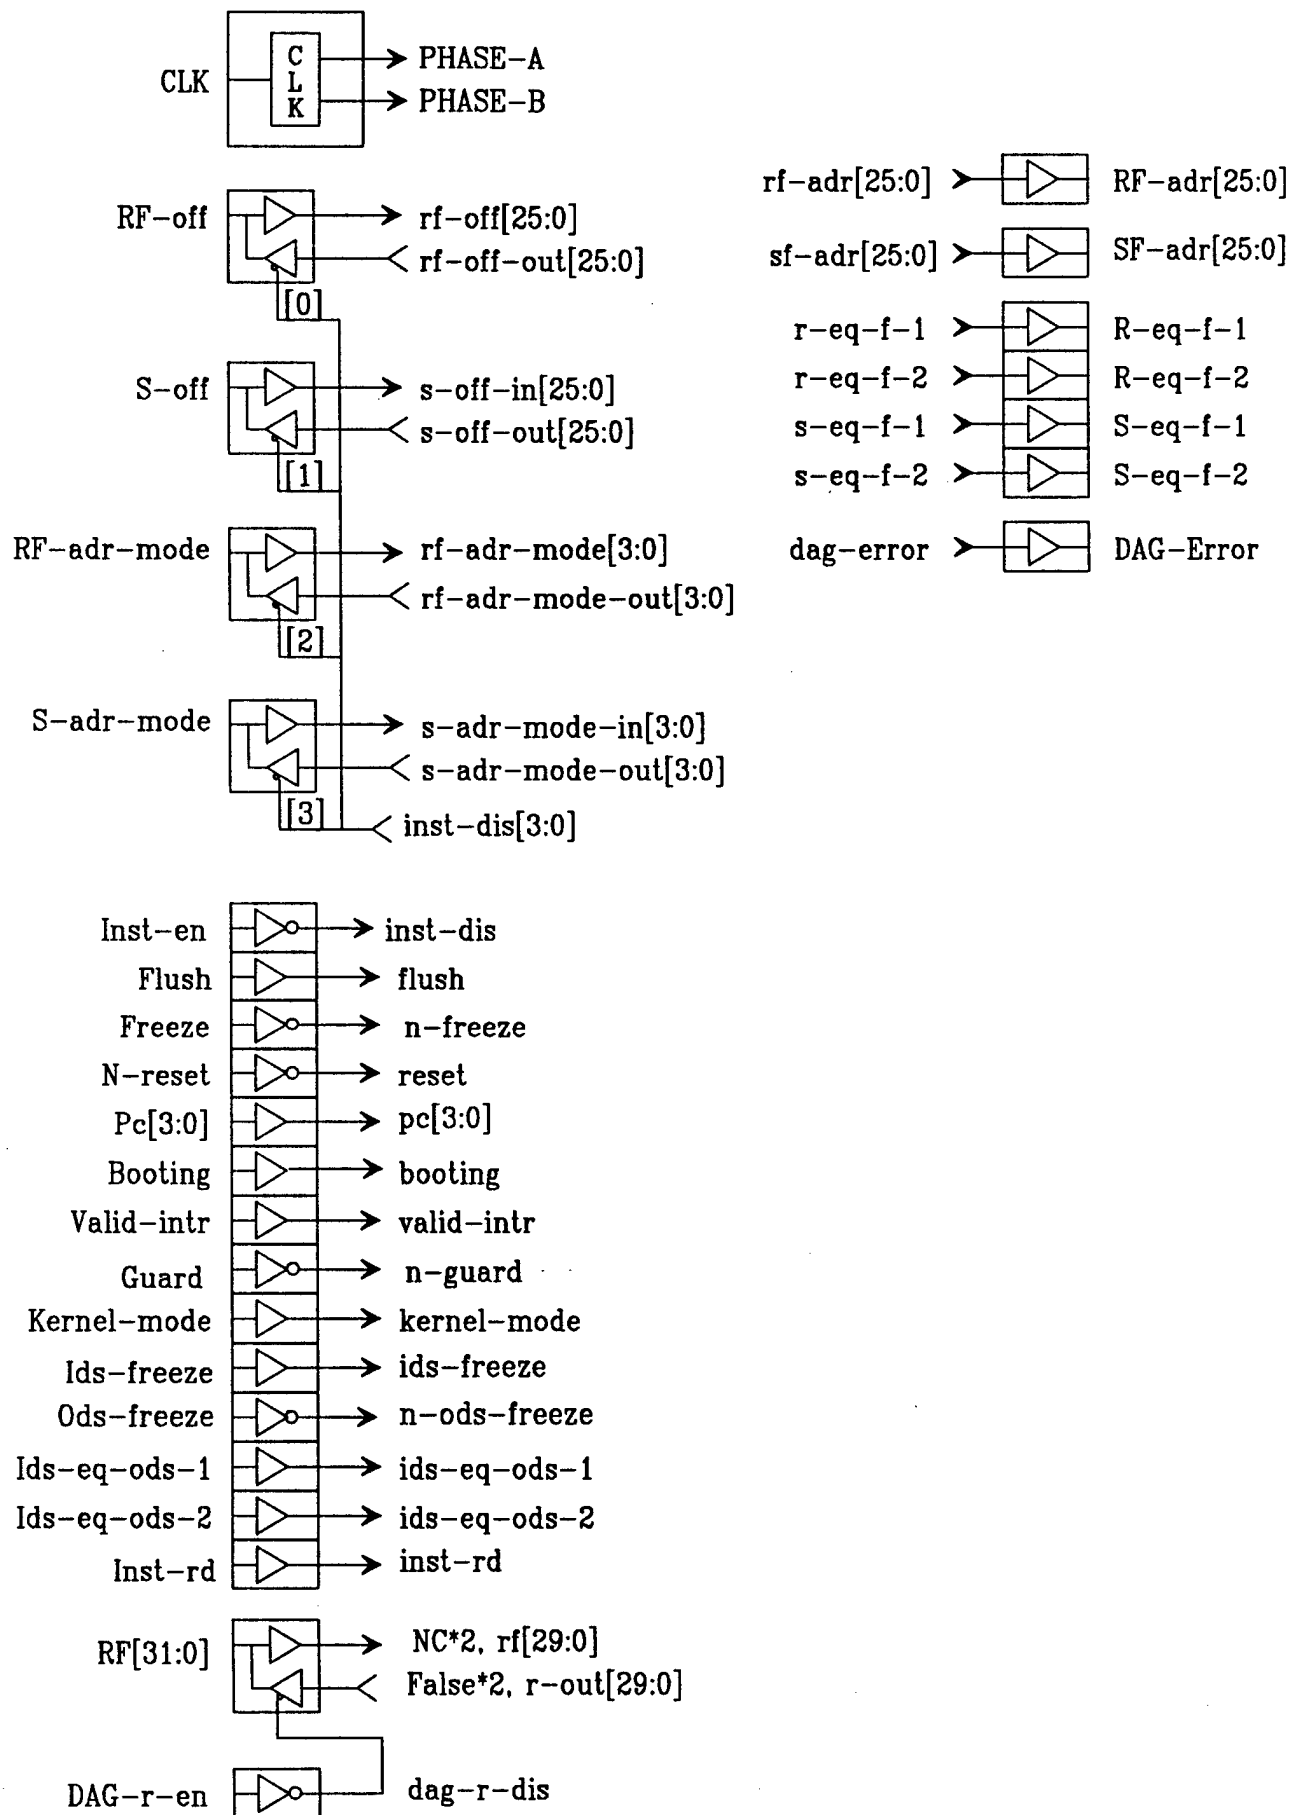 CLK
C
L
K
PHASE-A
PHASE-B
RF-off
rf-off[25:0]
rf-off-out[25:0]
[0]
S-off
s-off-in[25:0]
s-off-out[25:0]
[1]
RF-adr-mode
rf-adr-mode[3:0]
rf-adr-mode-out[3:0]
[2]
S-adr-mode
s-adr-mode-in[3:0]
s-adr-mode-out[3:0]
[3]
inst-dis[3:0]
rf-adr[25:0] RF-adr[25:0]
sf-adr[25:0] SF-adr[25:0]
r-eq-f-1 R-eq-f-1
r-eq-f-2 R-eq-f-2
s-eq-f-1 S-eq-f-1
s-eq-f-2 S-eq-f-2
dag-error DAG-Error
Inst-en inst-dis
Flush flush
Freeze n-freeze
N-reset reset
Pc[3:0] pc[3:0]
Booting booting
Valid-intr valid-intr
Guard n-guard
Kernel-mode kernel-mode
Ids-freeze ids-freeze
Ods-freeze n-ods-freeze
Ids-eq-ods-1 ids-eq-ods-1
Ids-eq-ods-2 ids-eq-ods-2
Inst-rd inst-rd
RF[31:0]
NC*2, rf[29:0]
False*2, r-out[29:0]
DAG-r-en dag-r-dis